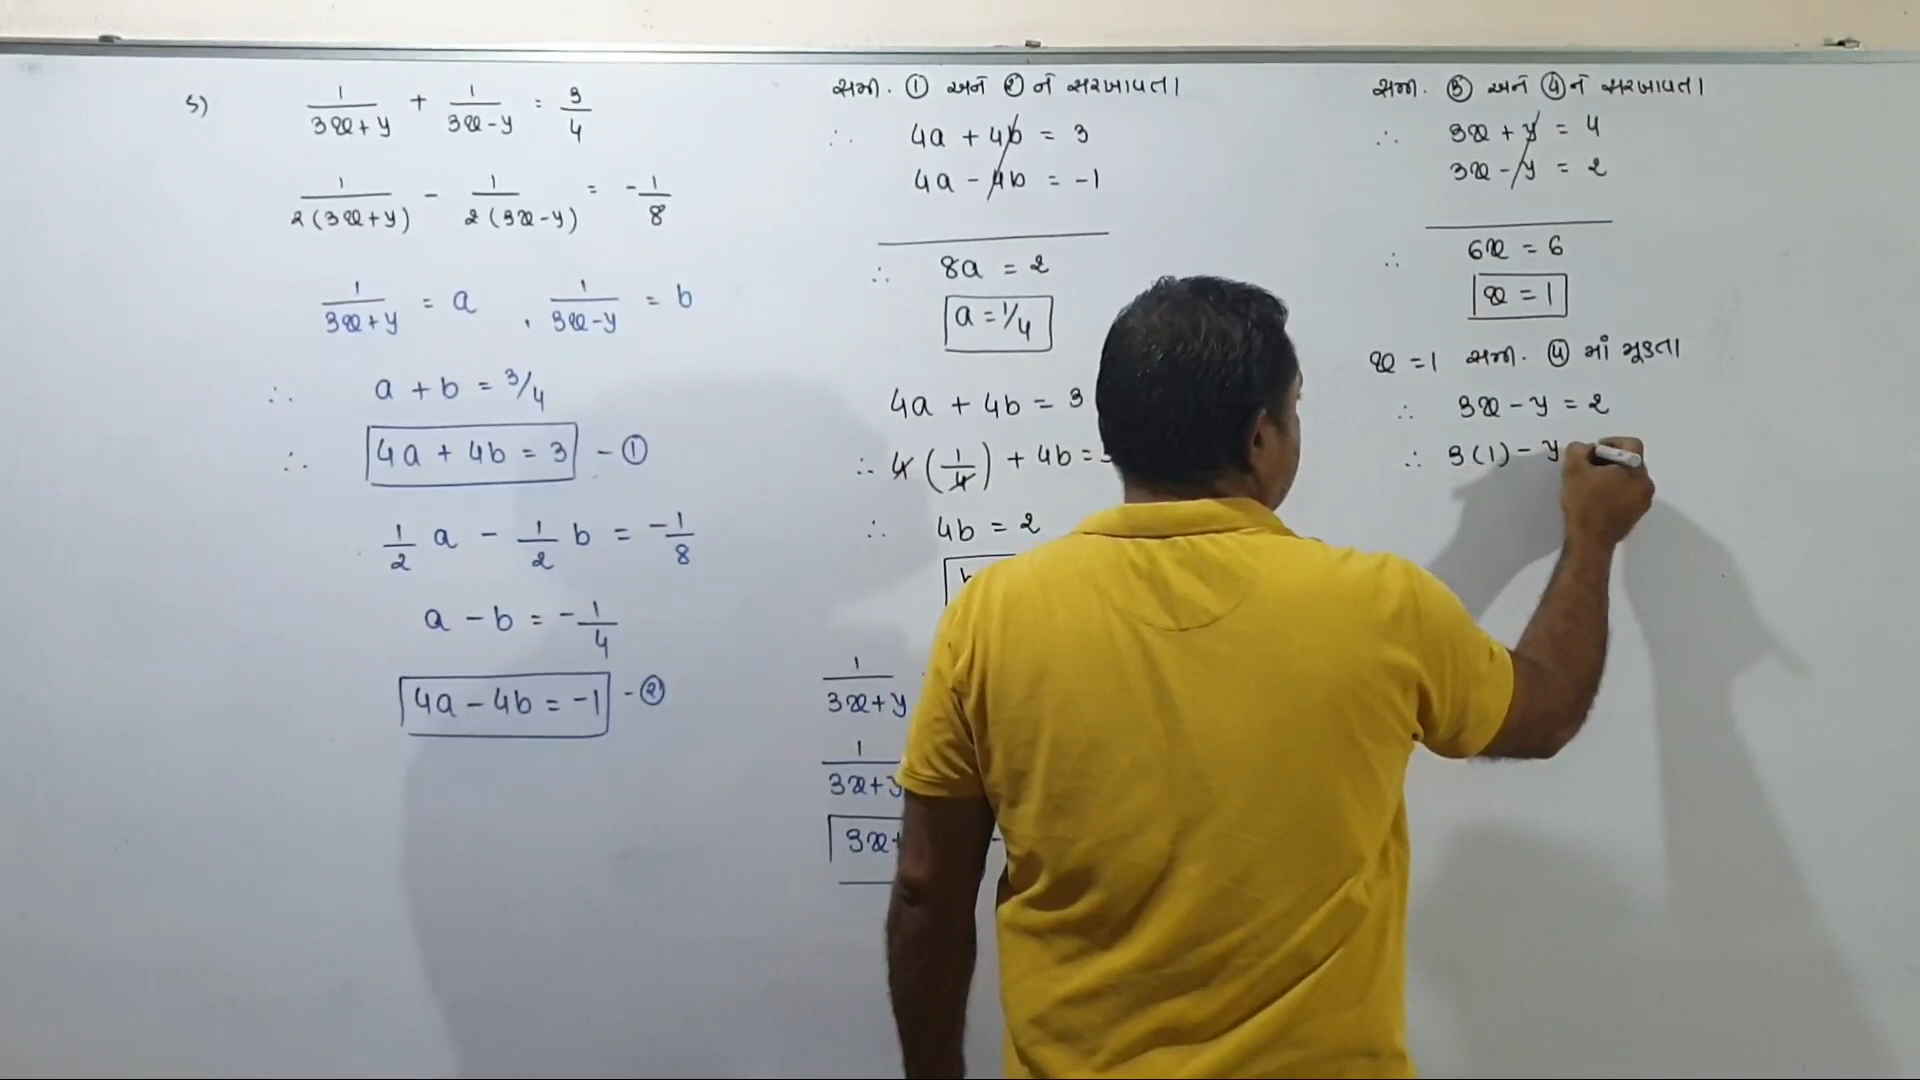 ડ) 1/(3x+y) + 1/(3x-y) = 3/4
1/(2(3x+y)) - 1/(2(3x-y)) = -1/8
1/(3x+y) = a , 1/(3x-y) = b
∴ a + b = 3/4
∴ 4a + 4b = 3 - ①
1/2 a - 1/2 b = -1/8
a - b = -1/4
4a - 4b = -1 - ②
સમી. ① અને ② ને સરખાવતા
∴ 4a + 4b = 3
4a - 4b = -1
∴ 8a = 2
a = 1/4
4a + 4b = 3
∴ 4(1/4) + 4b =
∴ 4b = 2
1/(3x+y)
1/(3x+y
3x+
સમી. ③ અને ④ ને સરખાવતા
∴ 3x + y = 4
3x - y = 2
∴ 6x = 6
x = 1
x = 1 સમી. ④ માં મૂકતા
∴ 3x - y = 2
∴ 3(1) - y